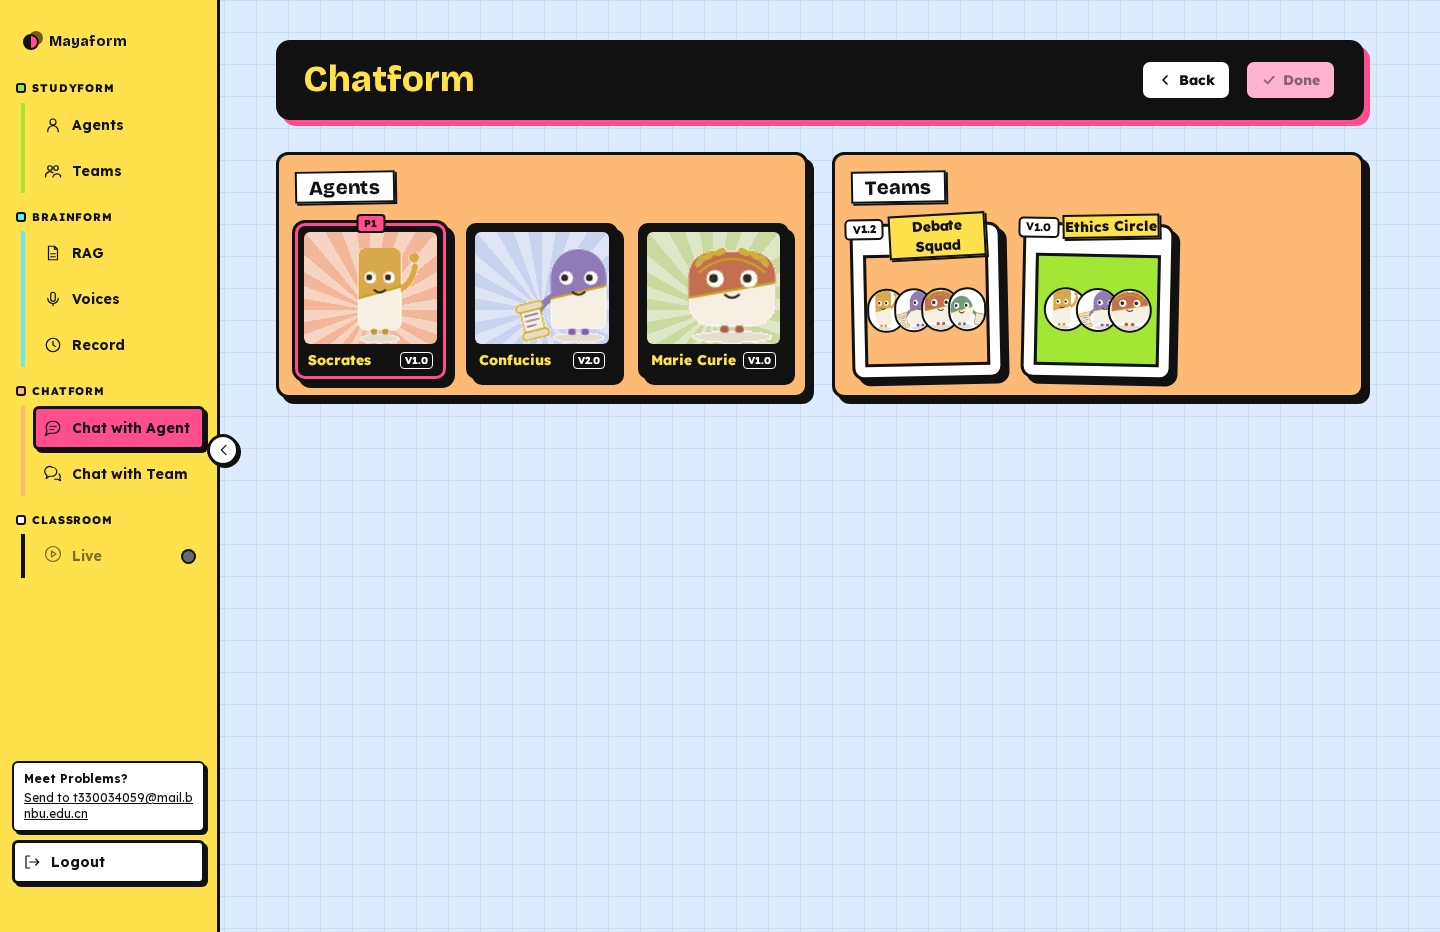 Mayaform
STUDYFORM
Agents
Teams
BRAINFORM
RAG
Voices
Record
CHATFORM
Chat with Agent
Chat with Team
CLASSROOM
Live
Meet Problems?
Send to t330034059@mail.b
nbu.edu.cn
Logout
Chatform
Back
Done
Agents
P1
Socrates V1.0
Confucius V2.0
Marie Curie V1.0
Teams
V1.2
Debate
Squad
V1.0
Ethics Circle